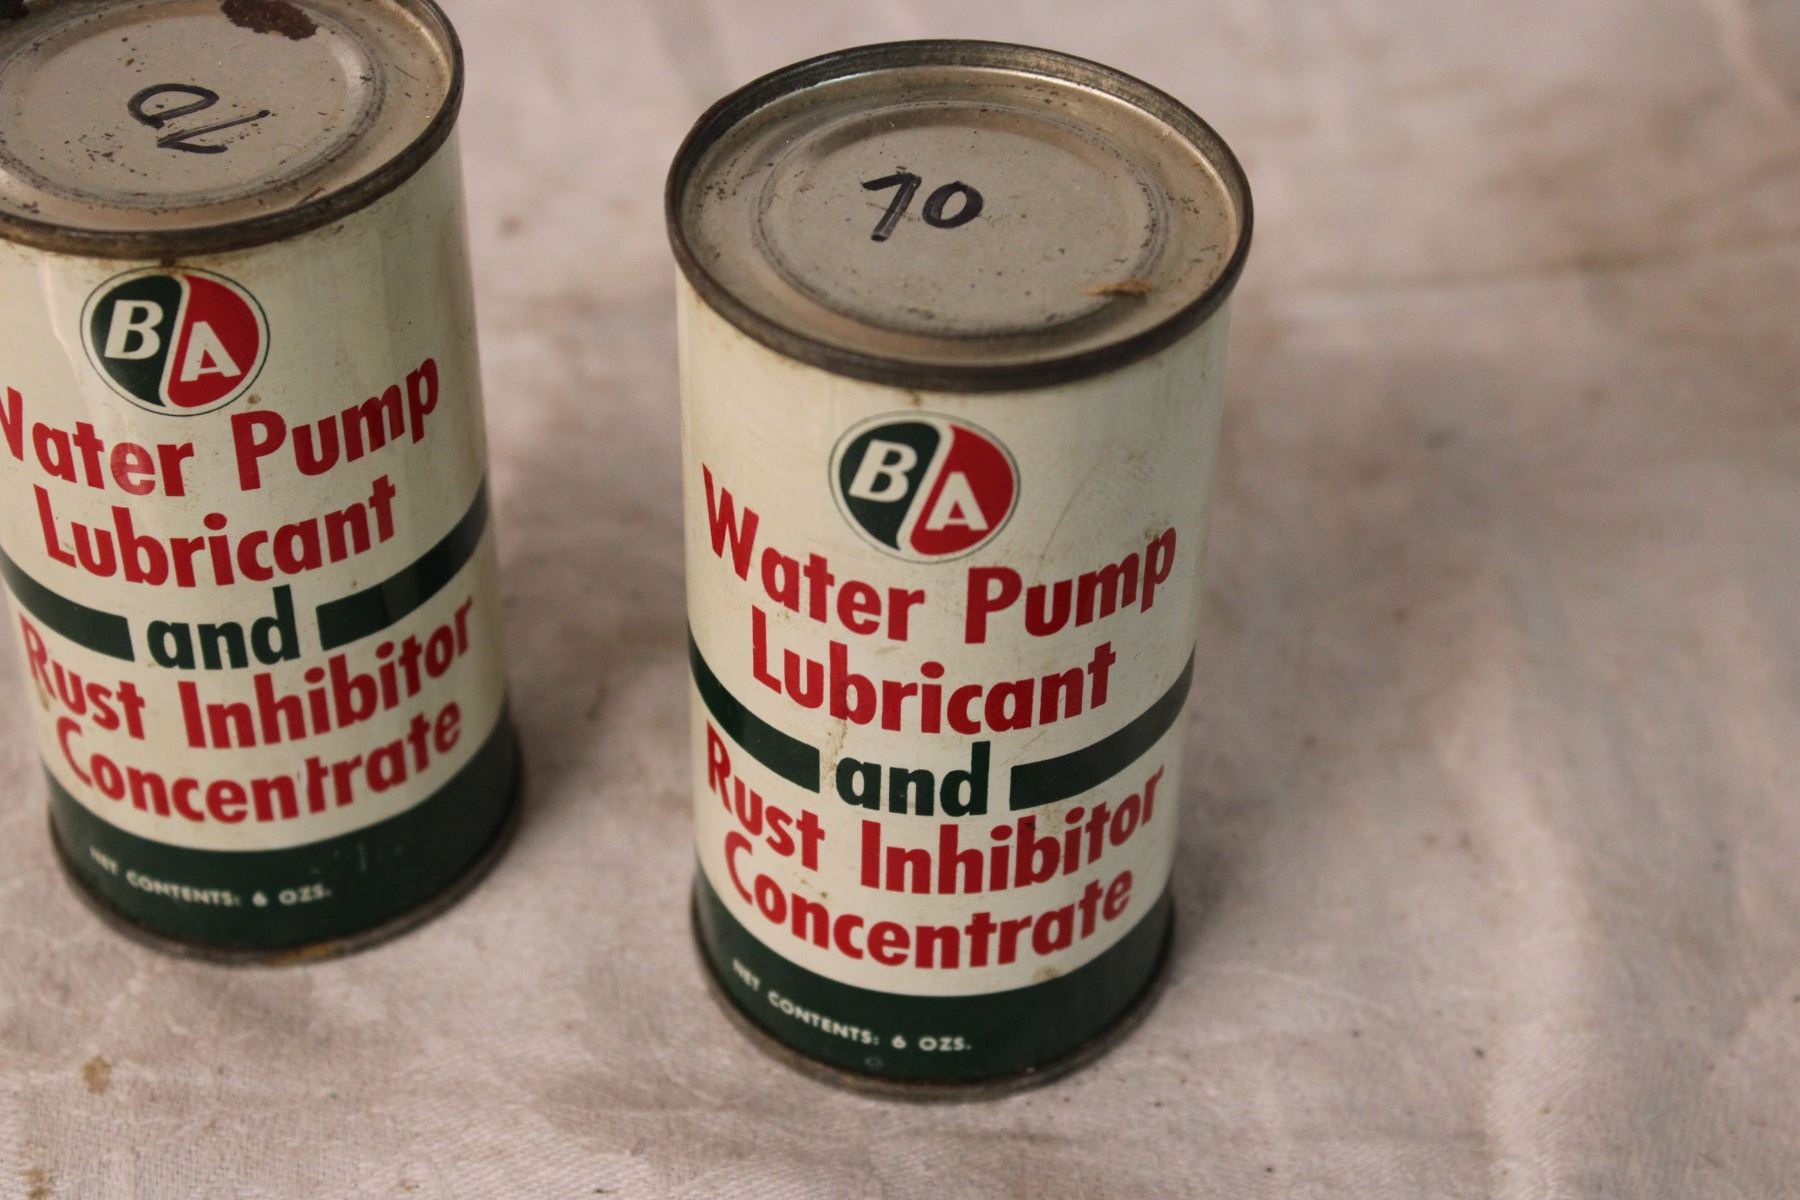 70
BA
Water Pump
Lubricant
and
Rust Inhibitor
Concentrate
NET CONTENTS: 6 OZS.
70
BA
Water Pump
Lubricant
and
Rust Inhibitor
Concentrate
NET CONTENTS: 6 OZS.